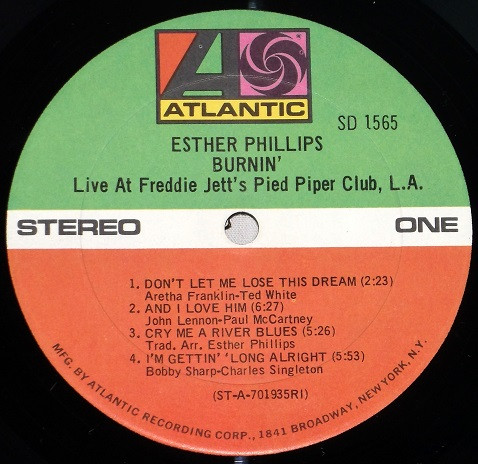 ATLANTIC
SD 1565
ESTHER PHILLIPS
BURNIN'
Live At Freddie Jett's Pied Piper Club, L.A.
STEREO ONE
1. DON'T LET ME LOSE THIS DREAM (2:23)
Aretha Franklin-Ted White
2. AND I LOVE HIM (6:27)
John Lennon-Paul McCartney
3. CRY ME A RIVER BLUES (5:26)
Trad. Arr. Esther Phillips
4. I'M GETTIN' 'LONG ALRIGHT (5:53)
Bobby Sharp-Charles Singleton
(ST-A-701935RI)
MFG. BY ATLANTIC RECORDING CORP., 1841 BROADWAY, NEW YORK, N.Y.